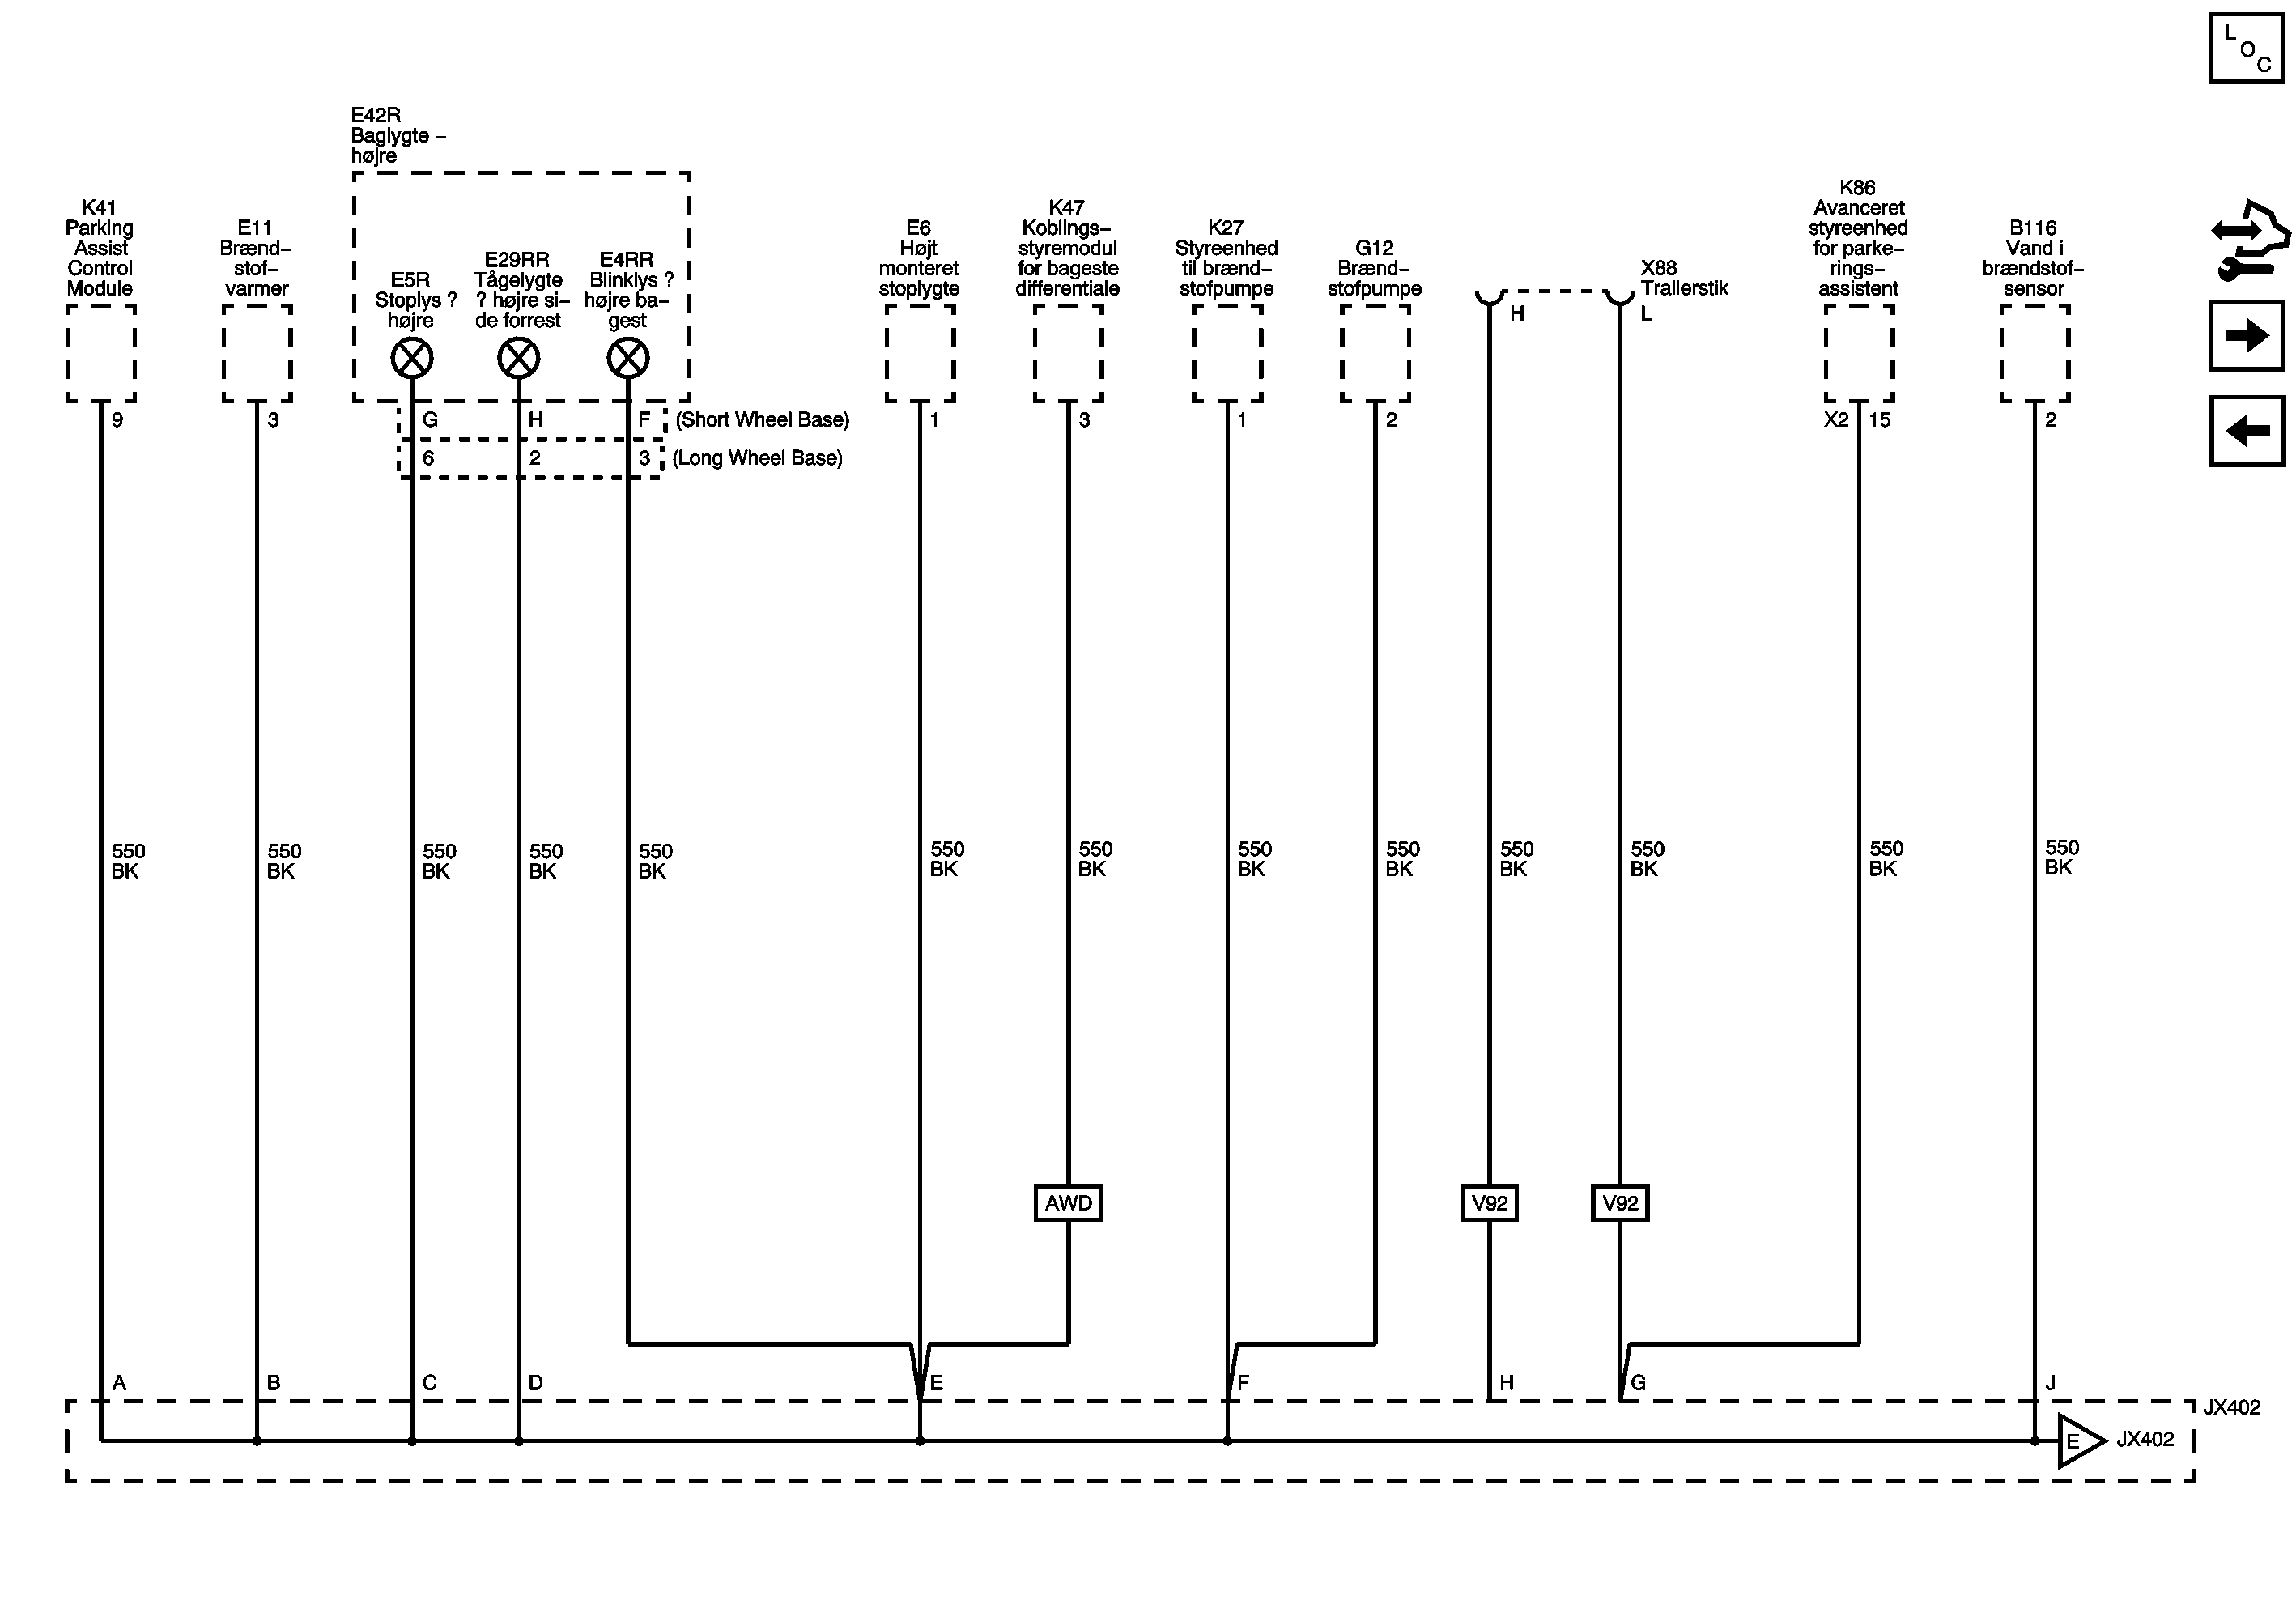 L
O
C
E42R
Baglygte –
højre
K41
Parking
Assist
Control
Module
E11
Brænd–
stof–
varmer
E5R
Stoplys ?
højre
E29RR
Tågelygte
? højre si–
de forrest
E4RR
Blinklys ?
højre ba–
gest
E6
Højt
monteret
stoplygte
K47
Koblings–
styremodul
for bageste
differentiale
K27
Styreenhed
til brænd–
stofpumpe
G12
Brænd–
stofpumpe
H
L
X88
Trailerstik
K86
Avanceret
styreenhed
for parke–
rings–
assistent
B116
Vand i
brændstof–
sensor
9
3
G
H
F
(Short Wheel Base)
6
2
3
(Long Wheel Base)
1
3
1
2
X2
15
2
550
BK
550
BK
550
BK
550
BK
550
BK
550
BK
550
BK
550
BK
550
BK
550
BK
550
BK
550
BK
550
BK
AWD
V92
V92
A
B
C
D
E
F
H
G
J
JX402
E
JX402